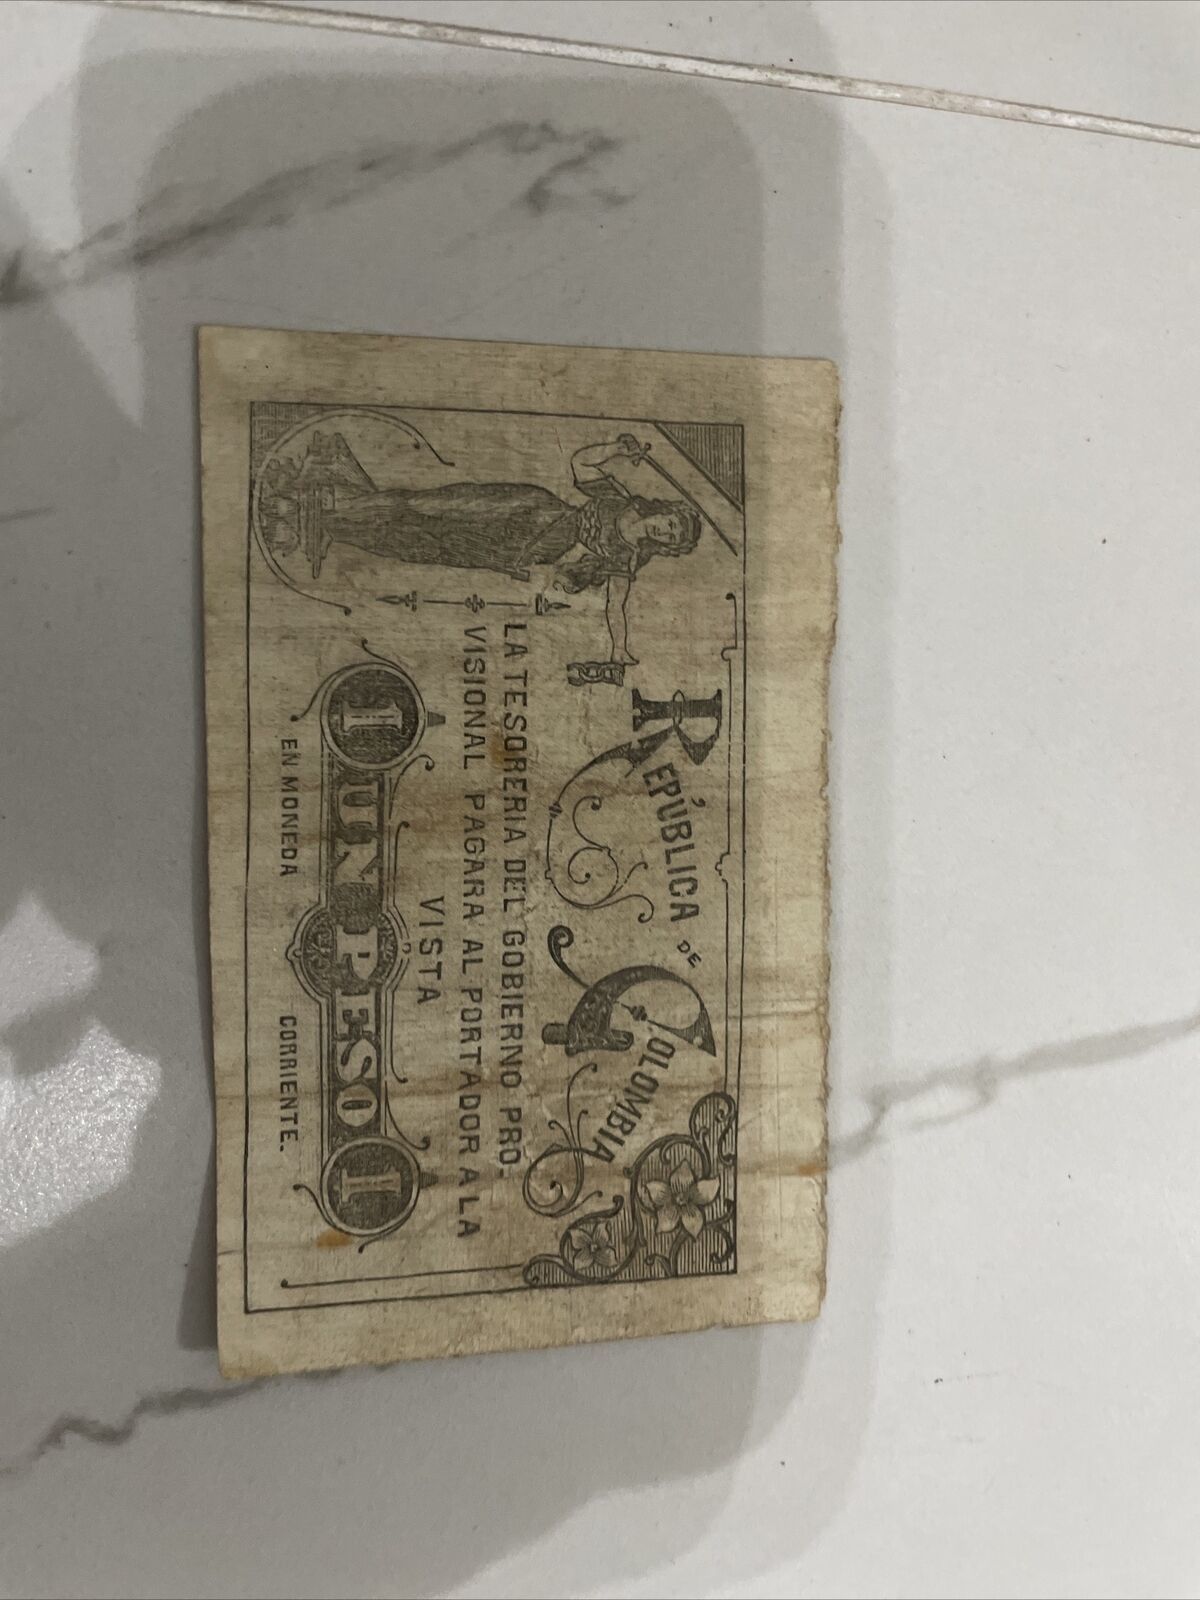 REPÚBLICA DE COLOMBIA
LA TESORERIA DEL GOBIERNO PRO-
VISIONAL PAGARA AL PORTADOR A LA
VISTA
1 UN PESO 1
EN MONEDA CORRIENTE.